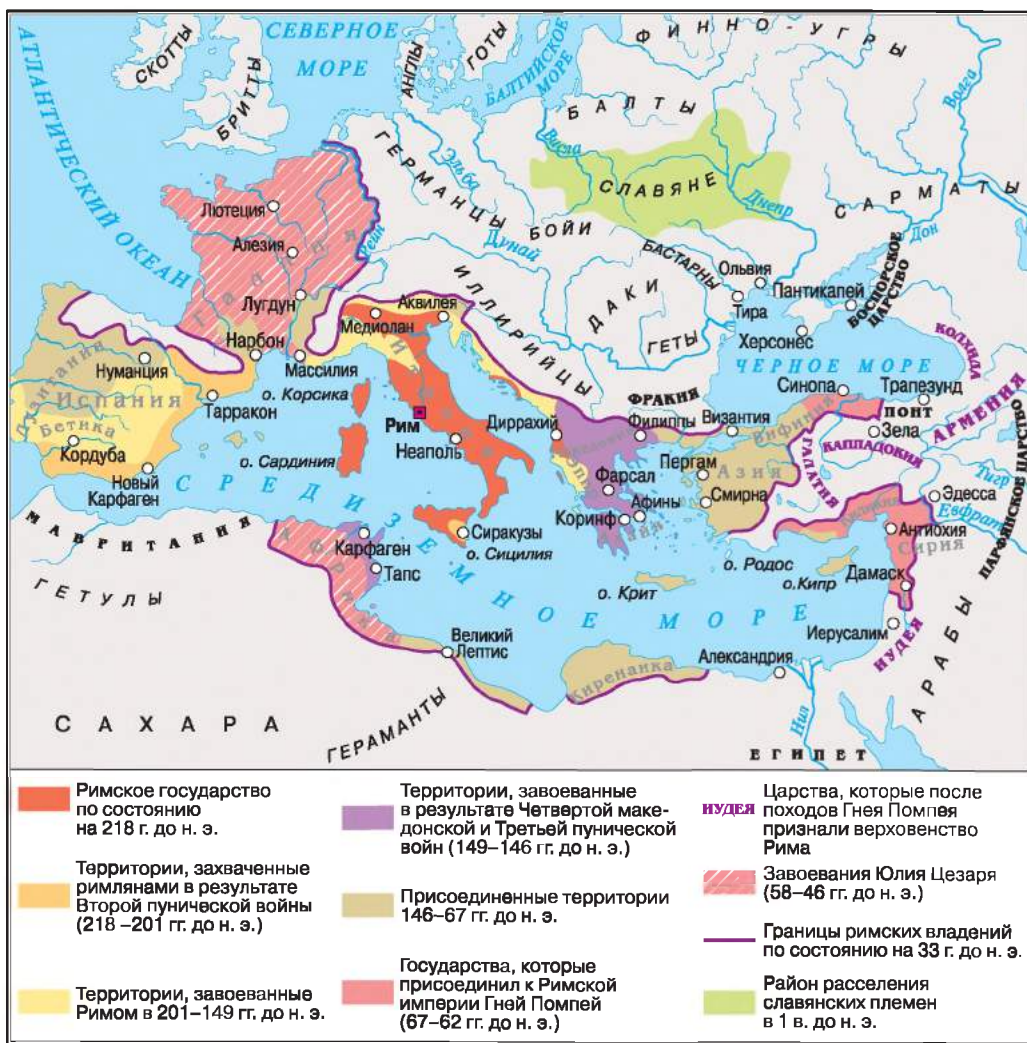 АТЛАНТИЧЕСКИЙ ОКЕАН
СЕВЕРНОЕ
МОРЕ
СКОТТЫ
БРИТТЫ
АНГЛЫ
ГОТЫ
БАЛТИЙСКОЕ
МОРЕ
ФИННО-УГРЫ
БАЛТЫ
Волга
Висла
Эльба
ГЕРМАНЦЫ
СЛАВЯНЕ
Днепр
САРМАТЫ
Дон
БОЙИ
Дунай
БАСТАРНЫ
Рейн
Лютеция
Алезия
Галлия
Лугдун
ИЛЛИРИЙЦЫ
ДАКИ
ГЕТЫ
Ольвия
Тира
Пантикапей
БОСПОРСКОЕ
ЦАРСТВО
Херсонес
ЧЕРНОЕ МОРЕ
КОЛХИДА
Аквилея
Медиолан
Нарбон
Массилия
Нуманция
Лузитания
Испания
Бетика
Тарракон
Кордуба
Новый
Карфаген
о. Корсика
о. Сардиния
Рим
Неаполь
Диррахий
ФРАКИЯ
Филиппы
Византия
Вифиния
Синопа
Трапезунд
ПОНТ
Зела
АРМЕНИЯ
КАППАДОКИЯ
ГАЛАТИЯ
Пергам
Азия
Смирна
Фарсал
Афины
Коринф
Тигр
Эдесса
Евфрат
ПАРФЯНСКОЕ ЦАРСТВО
Киликия
Антиохия
Сирия
Дамаск
СРЕДИЗЕМНОЕ МОРЕ
МАВРИТАНИЯ
ГЕТУЛЫ
Африка
Карфаген
Тапс
Сиракузы
о. Сицилия
о. Крит
о. Родос
о.Кипр
Иерусалим
ИУДЕЯ
АРАБЫ
Великий
Лептис
Киренаика
Александрия
Нил
ЕГИПЕТ
САХАРА
ГЕРАМАНТЫ
Римское государство
по состоянию
на 218 г. до н. э.
Территории, захваченные
римлянами в результате
Второй пунической войны
(218 –201 гг. до н. э.)
Территории, завоеванные
Римом в 201–149 гг. до н. э.
Территории, завоеванные
в результате Четвертой маке-
донской и Третьей пунической
войн (149–146 гг. до н. э.)
Присоединенные территории
146–67 гг. до н. э.
Государства, которые
присоединил к Римской
империи Гней Помпей
(67–62 гг. до н. э.)
ИУДЕЯ
Царства, которые после
походов Гнея Помпея
признали верховенство
Рима
Завоевания Юлия Цезаря
(58–46 гг. до н. э.)
Границы римских владений
по состоянию на 33 г. до н. э.
Район расселения
славянских племен
в 1 в. до н. э.